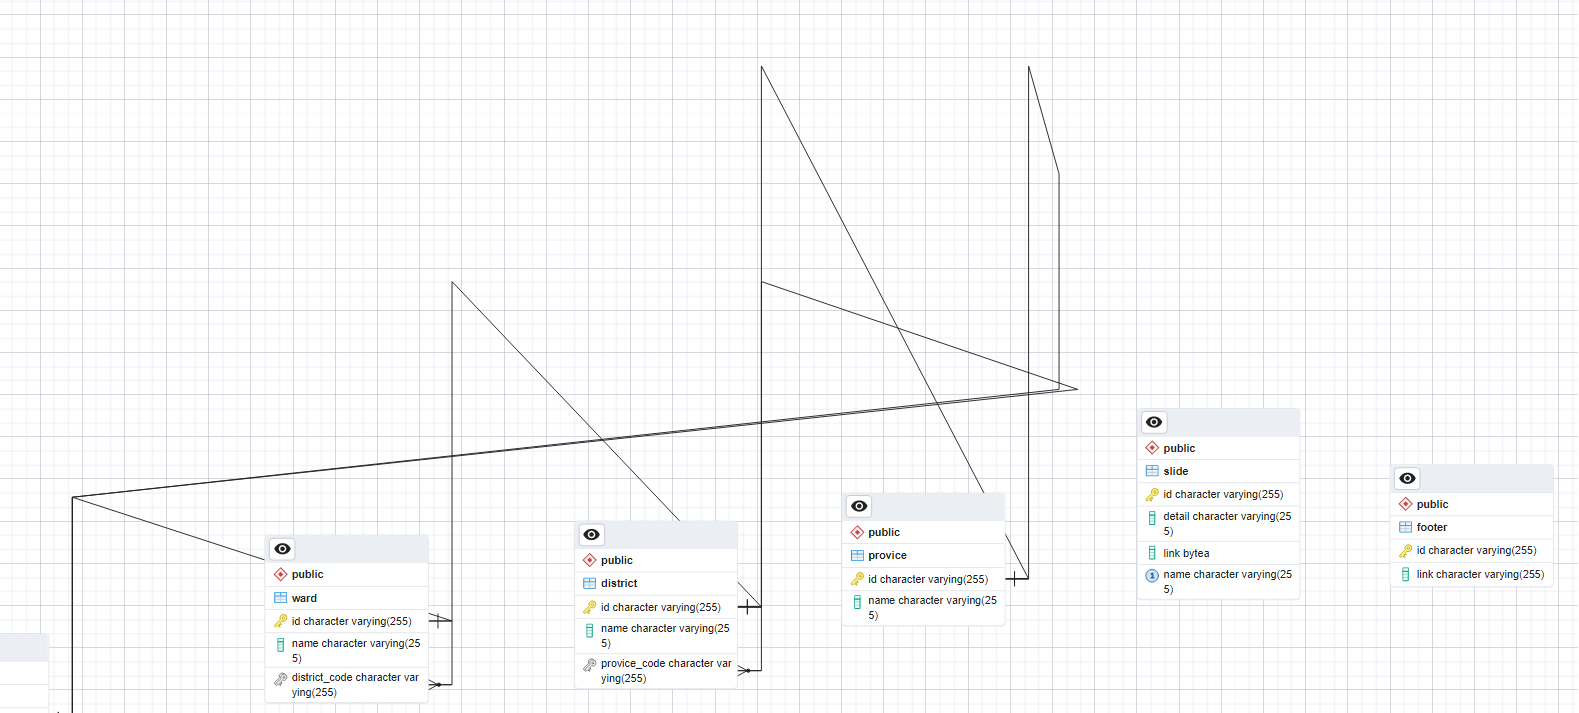 public
ward
id character varying(255)
name character varying(25
5)
district_code character var
ying(255)
public
district
id character varying(255)
name character varying(25
5)
provice_code character var
ying(255)
public
provice
id character varying(255)
name character varying(25
5)
public
slide
id character varying(255)
detail character varying(25
5)
link bytea
1
name character varying(25
5)
public
footer
id character varying(255)
link character varying(255)